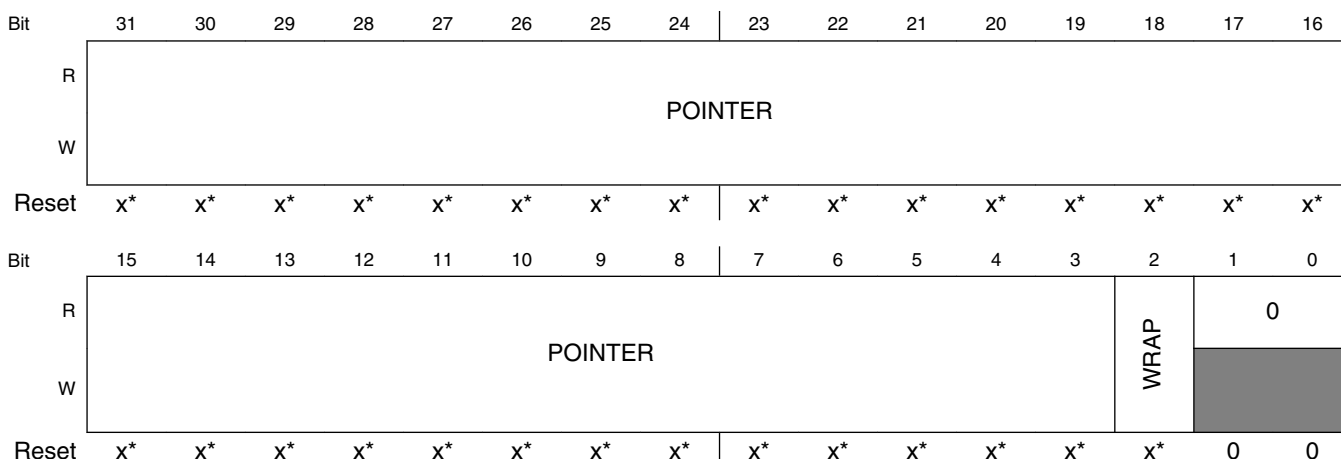 Bit 31 30 29 28 27 26 25 24 23 22 21 20 19 18 17 16
R
POINTER
W
Reset x* x* x* x* x* x* x* x* x* x* x* x* x* x* x* x*
Bit 15 14 13 12 11 10 9 8 7 6 5 4 3 2 1 0
R 0
POINTER WRAP
W
Reset x* x* x* x* x* x* x* x* x* x* x* x* x* x* 0 0